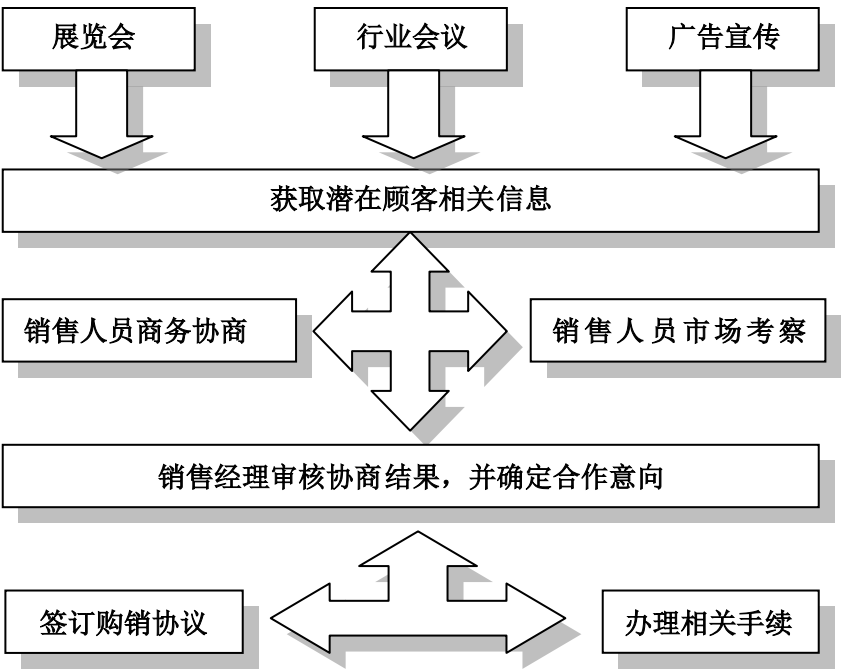 展览会
行业会议
广告宣传
获取潜在顾客相关信息
销售人员商务协商
销售人员市场考察
销售经理审核协商结果，并确定合作意向
签订购销协议
办理相关手续